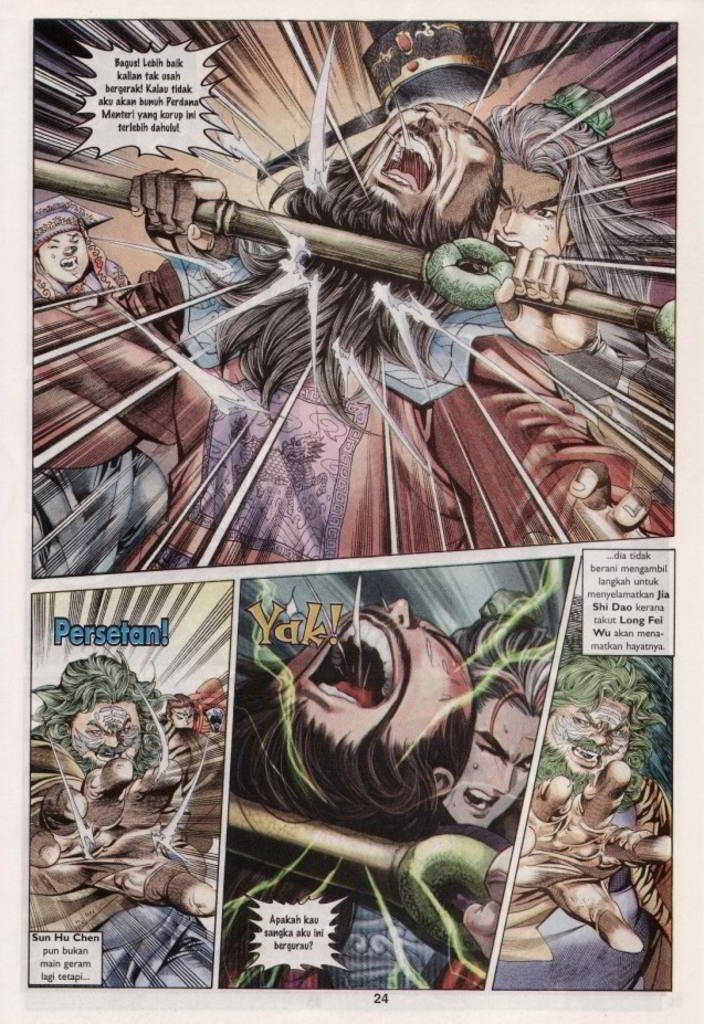 Bagus! Lebih baik
kalian tak usah
bergerak! Kalau tidak
aku akan bunuh Perdana
Menteri yang korup ini
terlebih dahulu!
Persetan!
Sun Hu Chen
pun bukan
main geram
lagi tetapi...
Yak!
Apakah kau
sangka aku ini
bergurau?
...dia tidak
berani mengambil
langkah untuk
menyelamatkan Jia
Shi Dao kerana
takut Long Fei
Wu akan mena-
matkan hayatnya.
24